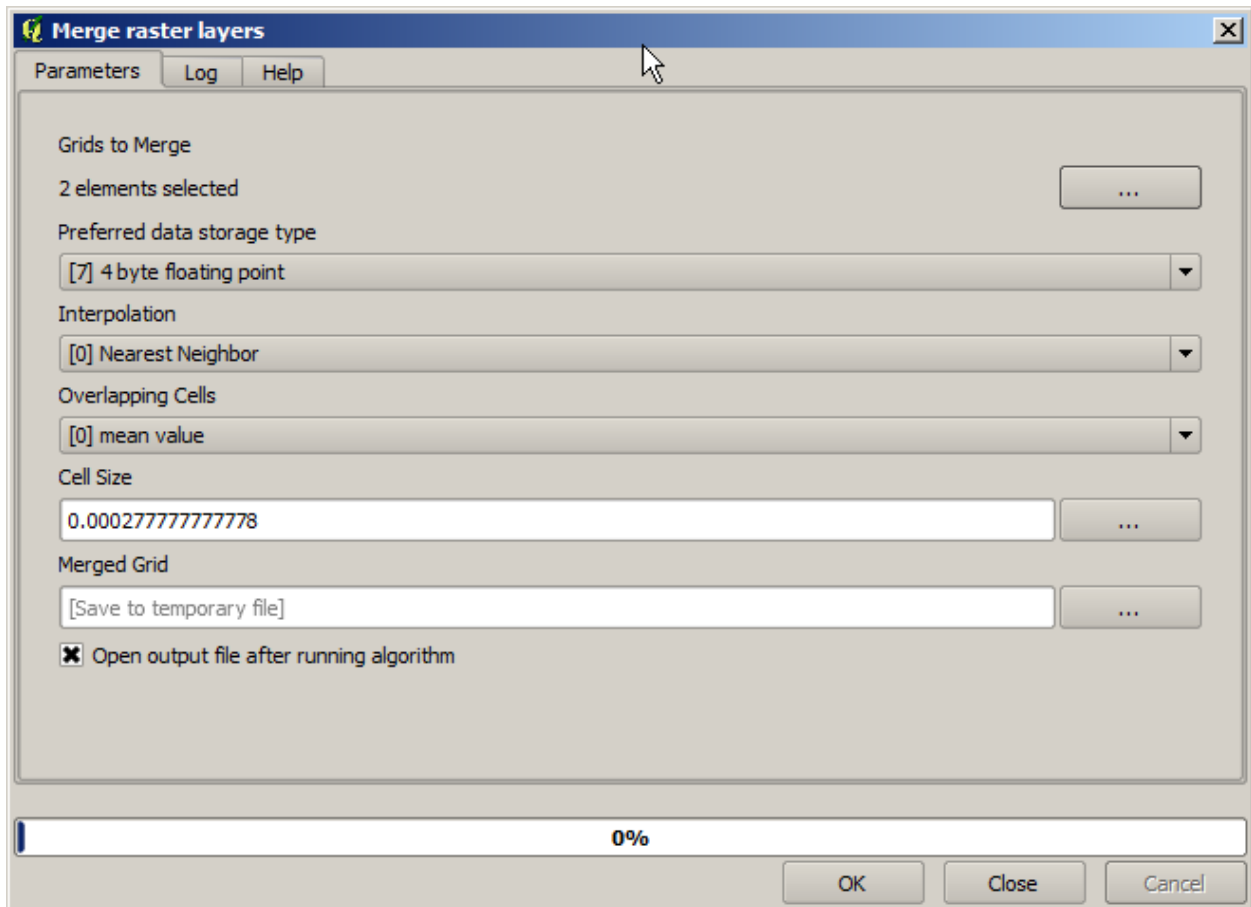 Merge raster layers
Parameters Log Help
Grids to Merge
2 elements selected
...
Preferred data storage type
[7] 4 byte floating point
Interpolation
[0] Nearest Neighbor
Overlapping Cells
[0] mean value
Cell Size
0.000277777777778
...
Merged Grid
[Save to temporary file]
...
Open output file after running algorithm
0%
OK Close Cancel